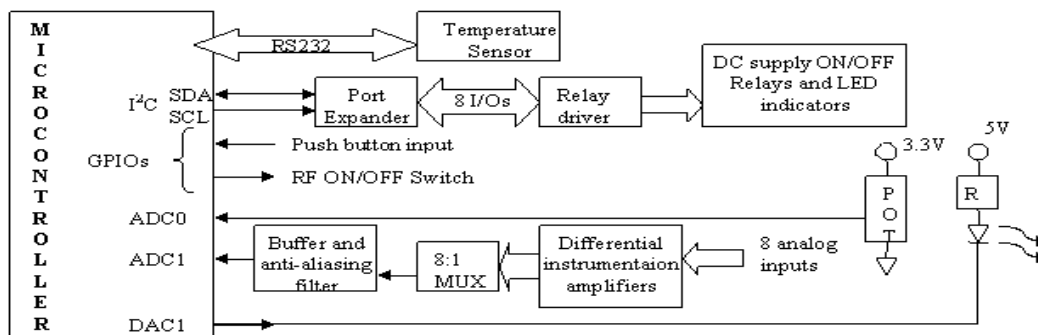 MICROCONTROLLER
RS232
Temperature
Sensor
I²C
SDA
SCL
Port
Expander
8 I/Os
Relay
driver
DC supply ON/OFF
Relays and LED
indicators
GPIOs
Push button input
RF ON/OFF Switch
3.3V
5V
POT
R
ADC0
ADC1
Buffer and
anti-aliasing
filter
8:1
MUX
Differential
instrumentaion
amplifiers
8 analog
inputs
DAC1